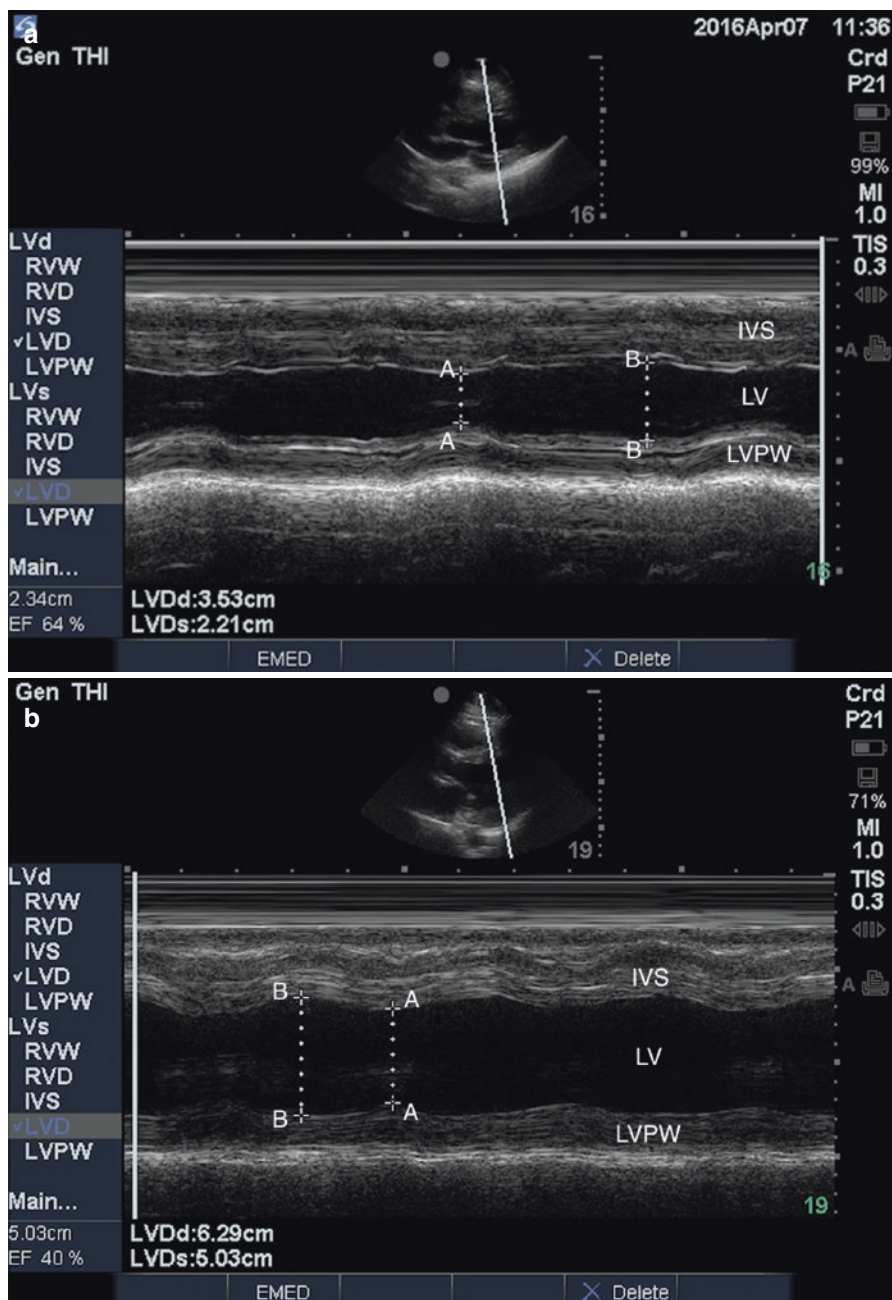 a
2016Apr07 11:36
Gen THI
Crd
P21
99%
MI
1.0
TIS
0.3
16
LVd
RVW
RVD
IVS
✓LVD
LVPW
LVs
RVW
RVD
IVS
✓LVD
LVPW
Main...
2.34cm
EF 64 %
IVS
A
A
B
LV
A
B
LVPW
16
LVDd:3.53cm
LVDs:2.21cm
EMED
X Delete
Gen THI
b
Crd
P21
71%
MI
1.0
TIS
0.3
19
LVd
RVW
RVD
IVS
✓LVD
LVPW
LVs
RVW
RVD
IVS
✓LVD
LVPW
Main...
5.03cm
EF 40 %
IVS
A
B
A
LV
B
A
LVPW
19
LVDd:6.29cm
LVDs:5.03cm
EMED
X Delete